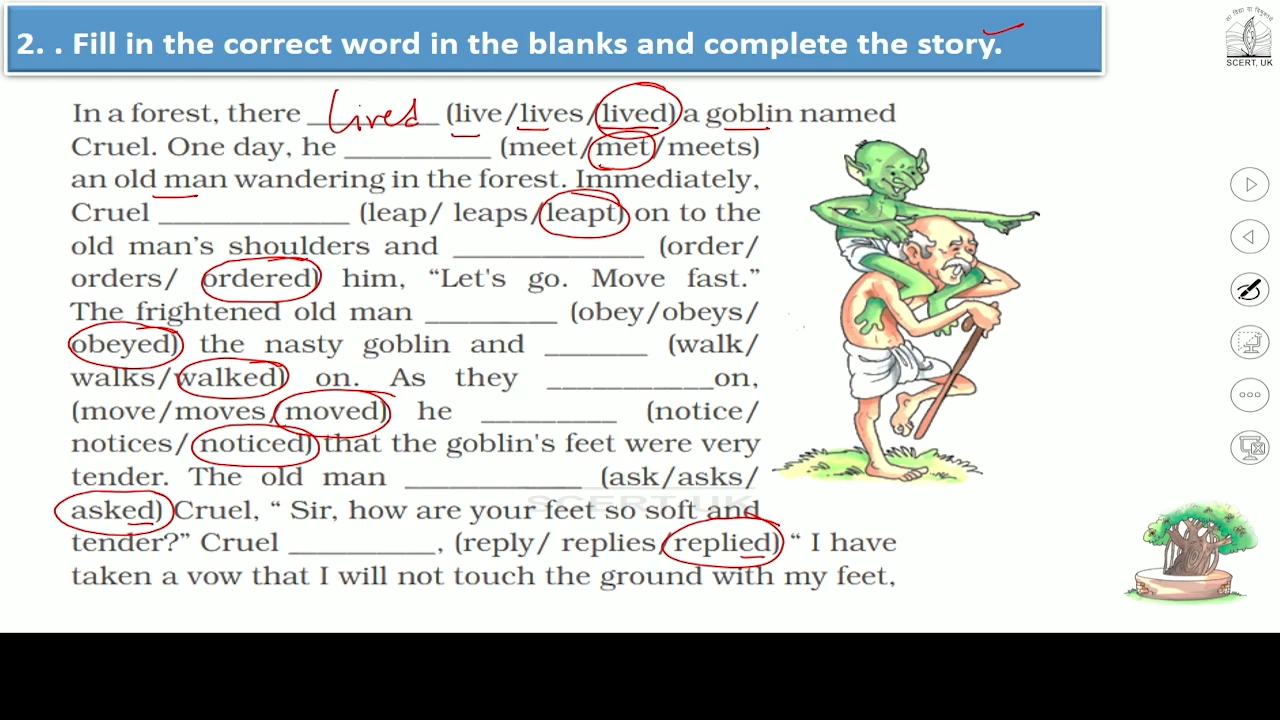 2. . Fill in the correct word in the blanks and complete the story.
SCERT, UK
In a forest, there Lived (live/lives/lived) a goblin named
Cruel. One day, he __________ (meet/met/meets)
an old man wandering in the forest. Immediately,
Cruel _____________ (leap/ leaps/leapt) on to the
old man's shoulders and _____________ (order/
orders/ ordered) him, “Let's go. Move fast.”
The frightened old man _________ (obey/obeys/
obeyed) the nasty goblin and _______ (walk/
walks/walked) on. As they ___________on,
(move/moves/moved) he _________ (notice/
notices/ noticed) that the goblin's feet were very
tender. The old man ____________ (ask/asks/
asked) Cruel, “ Sir, how are your feet so soft and
SCERT UK
tender?” Cruel __________, (reply/ replies/replied) “ I have
taken a vow that I will not touch the ground with my feet,